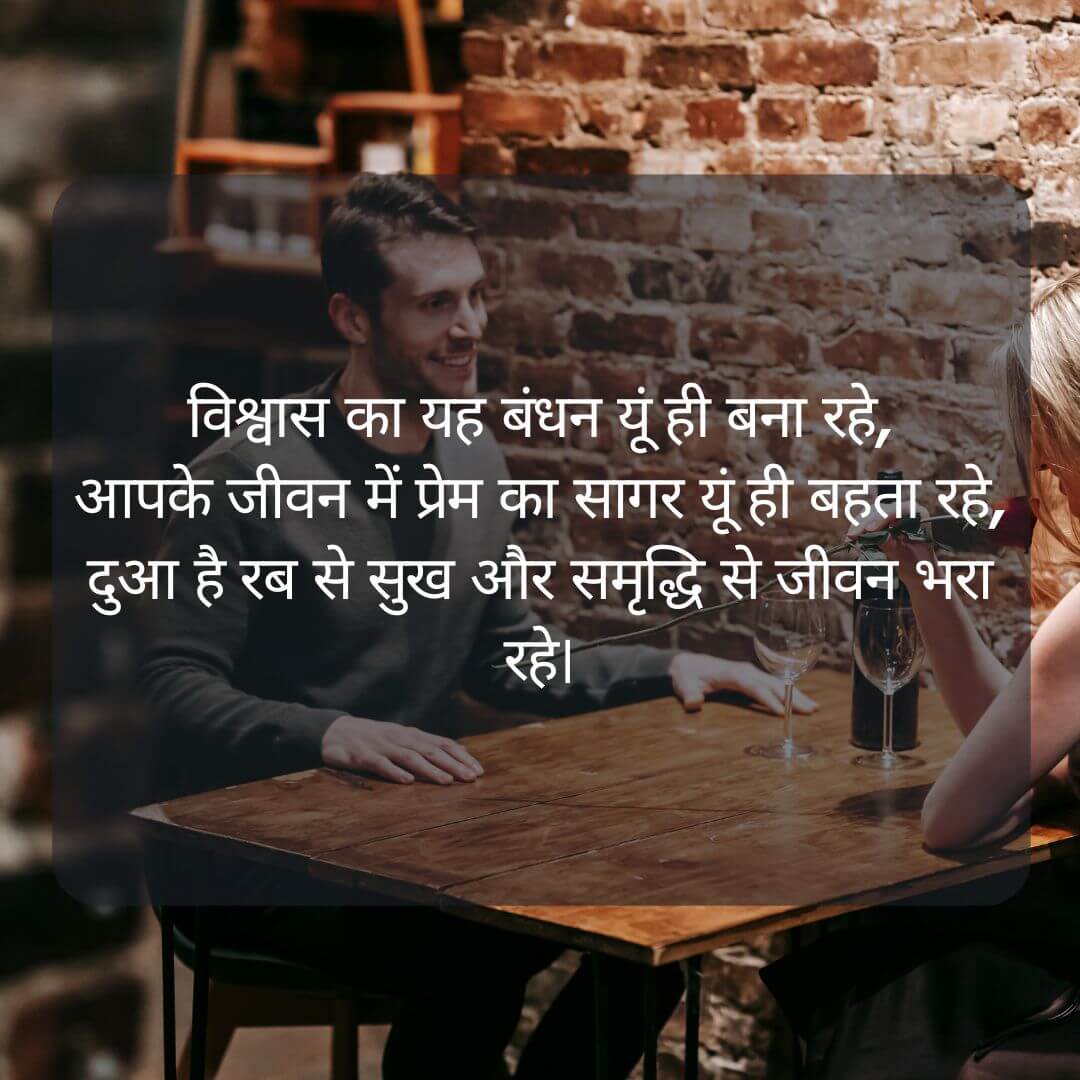 विश्वास का यह बंधन यूं ही बना रहे,
आपके जीवन में प्रेम का सागर यूं ही बहता रहे,
दुआ है रब से सुख और समृद्धि से जीवन भरा
रहे।